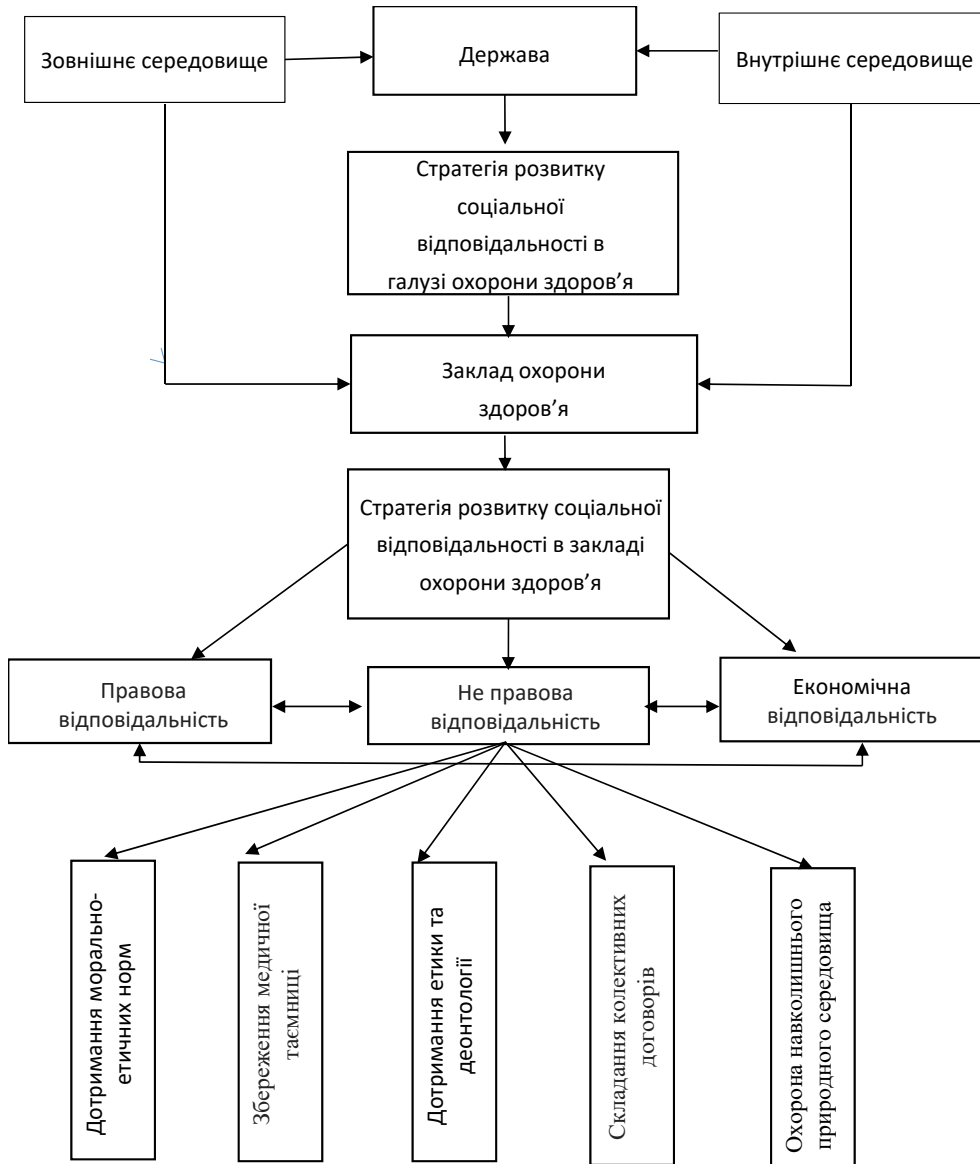 Зовнішнє середовище
Держава
Внутрішнє середовище
Стратегія розвитку
соціальної
відповідальності в
галузі охорони здоров’я
Заклад охорони
здоров’я
Стратегія розвитку соціальної
відповідальності в закладі
охорони здоров’я
Правова
відповідальність
Не правова
відповідальність
Економічна
відповідальність
Дотримання морально-
етичних норм
Збереження медичної
таємниці
Дотримання етики та
деонтології
Складання колективних
договорів
Охорона навколишнього
природного середовища